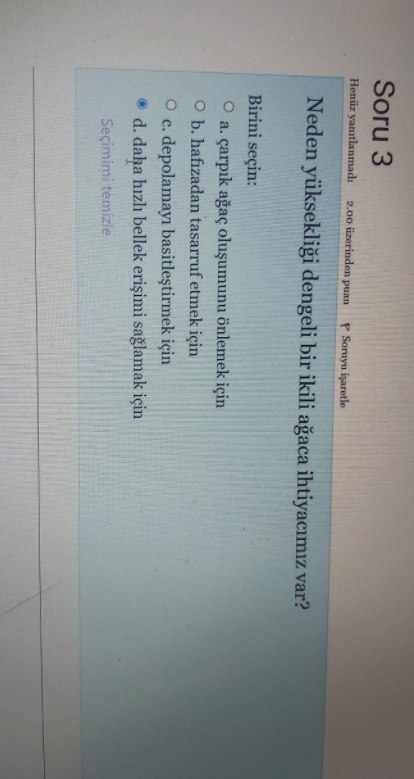 Soru 3
Henüz yanıtlanmadı 2.00 üzerinden puan Soruyu işaretle
Neden yüksekliği dengeli bir ikili ağaca ihtiyacımız var?
Birini seçin:
a. çarpık ağaç oluşumunu önlemek için
b. hafızadan tasarruf etmek için
c. depolamayı basitleştirmek için
d. daha hızlı bellek erişimi sağlamak için
Seçimimi temizle